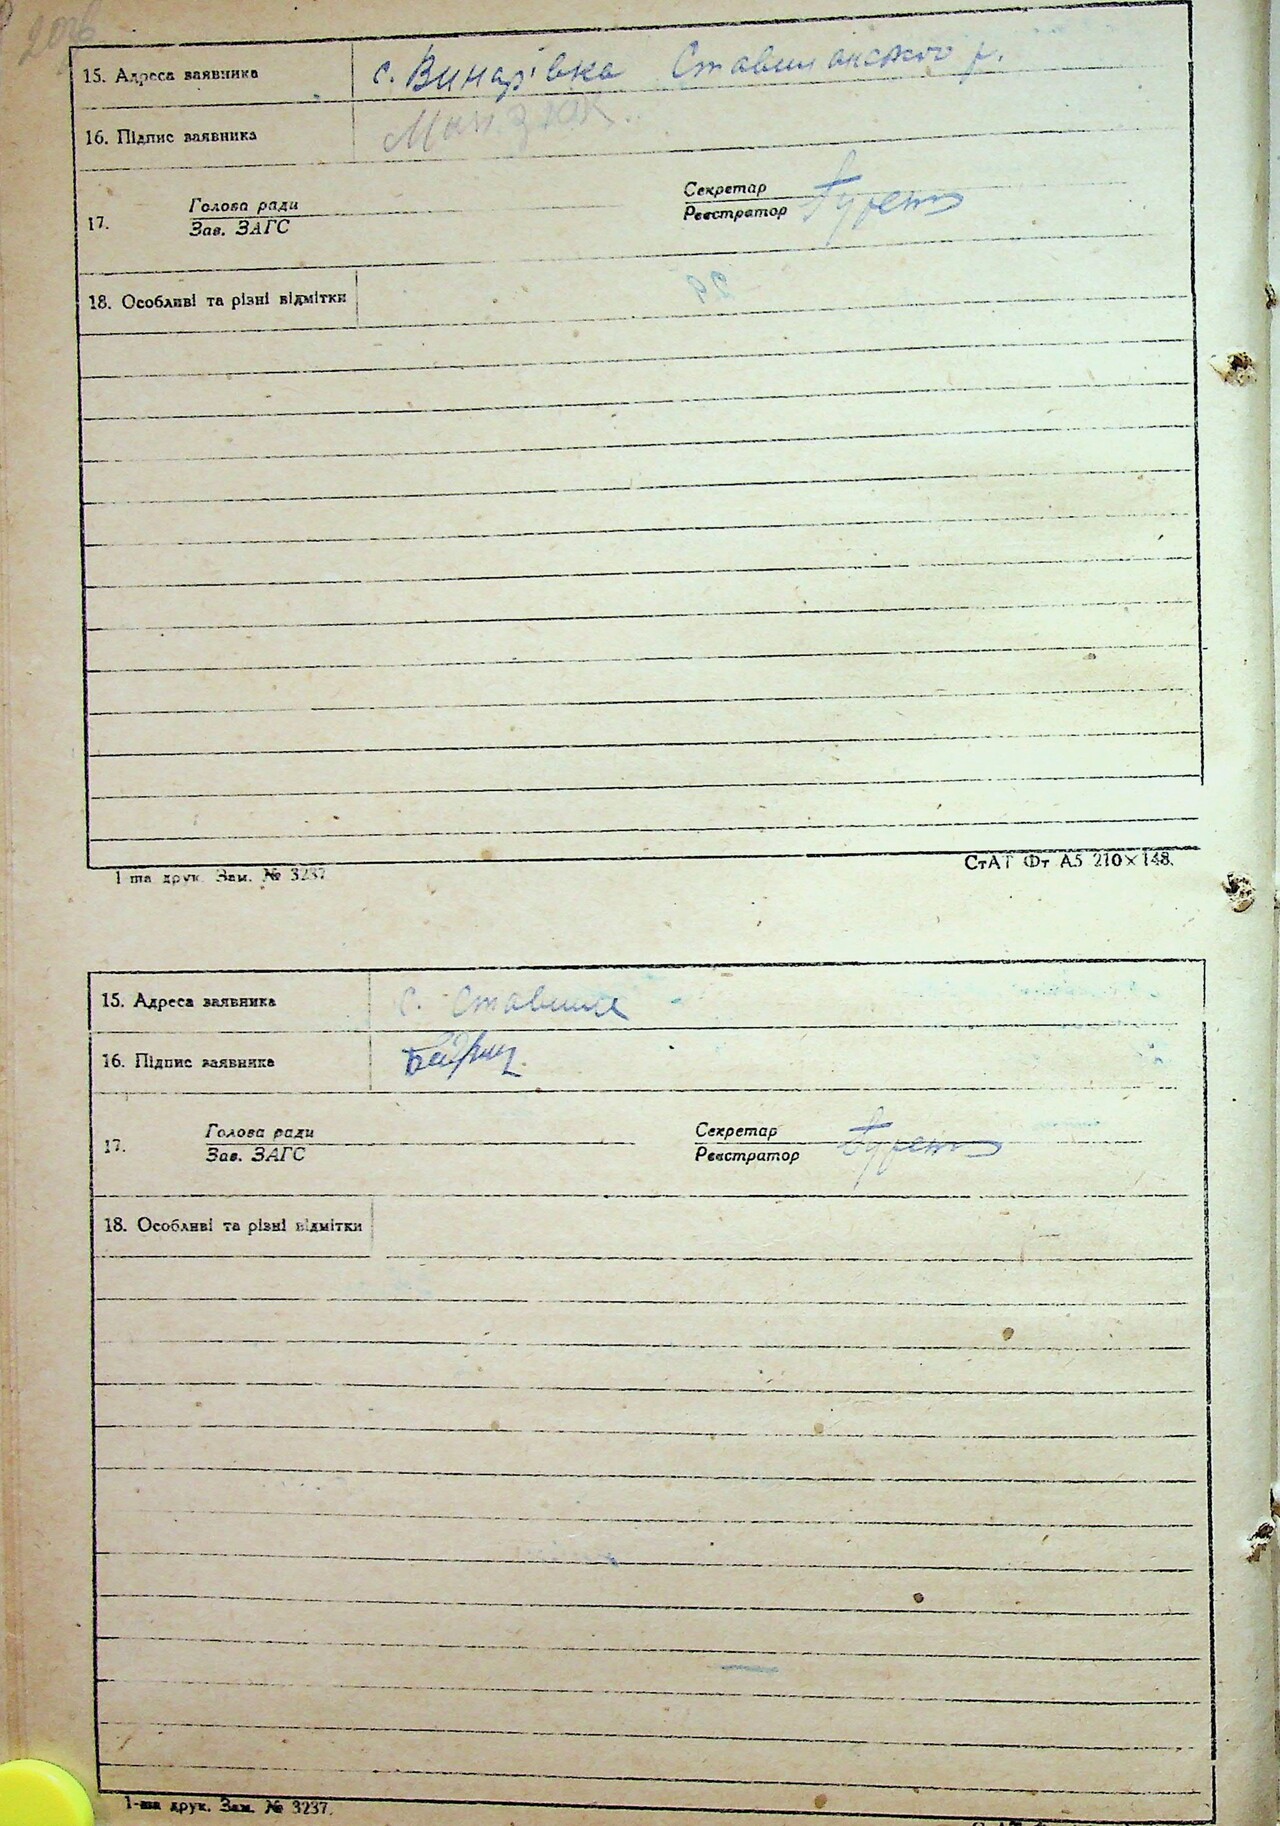 15. Адреса заявника с. Винарівка Ставищанского р.
16. Підпис заявника
17. Голова ради Секретар
Зав. ЗАГС Реєстратор
18. Особливі та різні відмітки
1-ша друк. Зам. № 3237
СтАТ Фт А5 210×148.
15. Адреса заявника с. Ставище
16. Підпис заявника
17. Голова ради Секретар
Зав. ЗАГС Реєстратор
18. Особливі та різні відмітки
1-ша друк. Зам. № 3237.